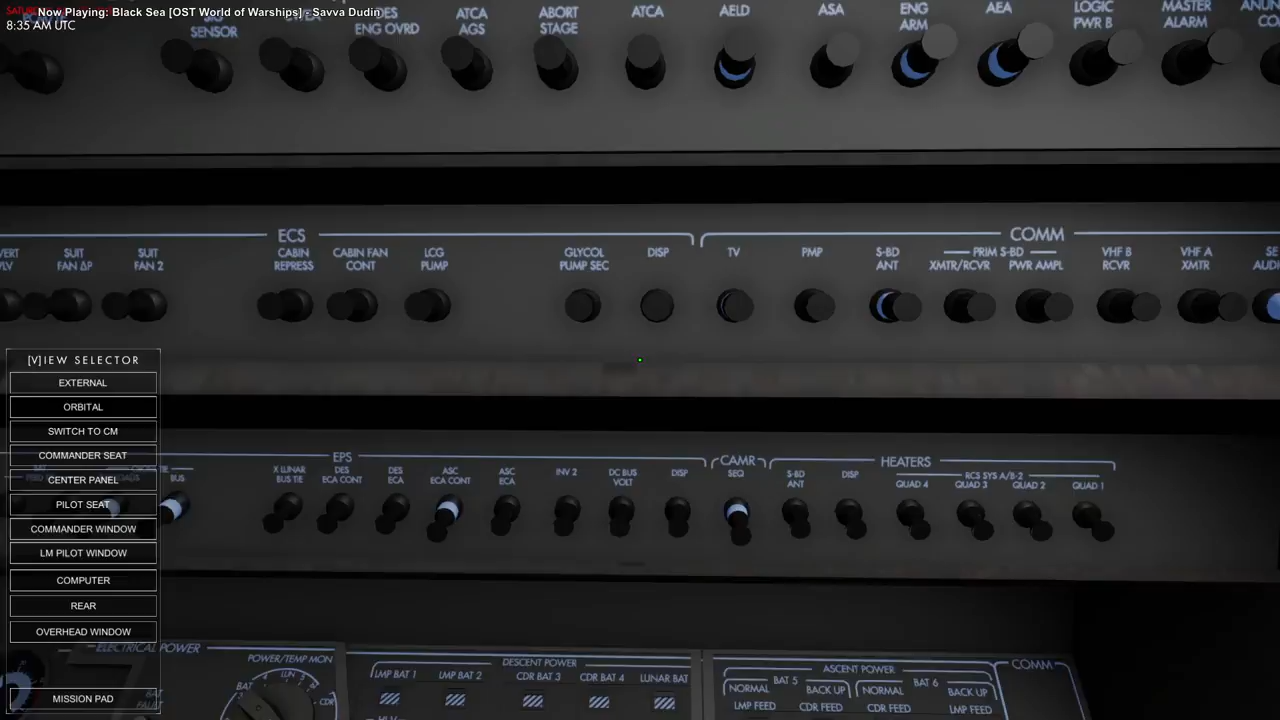 Now Playing: Black Sea [OST World of Warships] - Savva Dudin
8:35 AM UTC
SENSOR
DES ENG OVRD
ATCA AGS
ABORT STAGE
ATCA
AELD
ASA
ENG ARM
AEA
LOGIC PWR B
MASTER ALARM
ECS
COMM
SUIT FAN ΔP
SUIT FAN 2
CABIN REPRESS
CABIN FAN CONT
LCG PUMP
GLYCOL PUMP SEC
DISP
TV
PMP
S-BD ANT
PRIM S-BD
XMTR/RCVR
PWR AMPL
VHF B RCVR
VHF A XMTR
[V]IEW SELECTOR
EXTERNAL
ORBITAL
SWITCH TO CM
COMMANDER SEAT
CENTER PANEL
PILOT SEAT
COMMANDER WINDOW
LM PILOT WINDOW
COMPUTER
REAR
OVERHEAD WINDOW
MISSION PAD
EPS
CAMR
HEATERS
BUS
X LUNAR BUS TIE
DES ECA CONT
DES ECA
ASC ECA CONT
ASC ECA
INV 2
DC BUS VOLT
DISP
SEQ
S-BD ANT
DISP
RCS SYS A/B-2
QUAD 4
QUAD 3
QUAD 2
QUAD 1
ELECTRICAL POWER
POWER/TEMP MON
BAT
LUN
CDR
DESCENT POWER
LMP BAT 1
LMP BAT 2
CDR BAT 3
CDR BAT 4
LUNAR BAT
ASCENT POWER
BAT 5
BAT 6
NORMAL
BACK UP
NORMAL
BACK UP
LMP FEED
CDR FEED
CDR FEED
LMP FEED
COMM